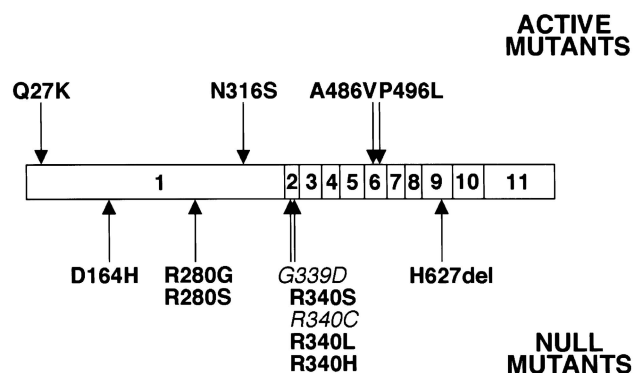 ACTIVE
MUTANTS
Q27K N316S A486V P496L
1 2 3 4 5 6 7 8 9 10 11
D164H R280G G339D H627del
R280S R340S
R340C
R340L
R340H
NULL
MUTANTS